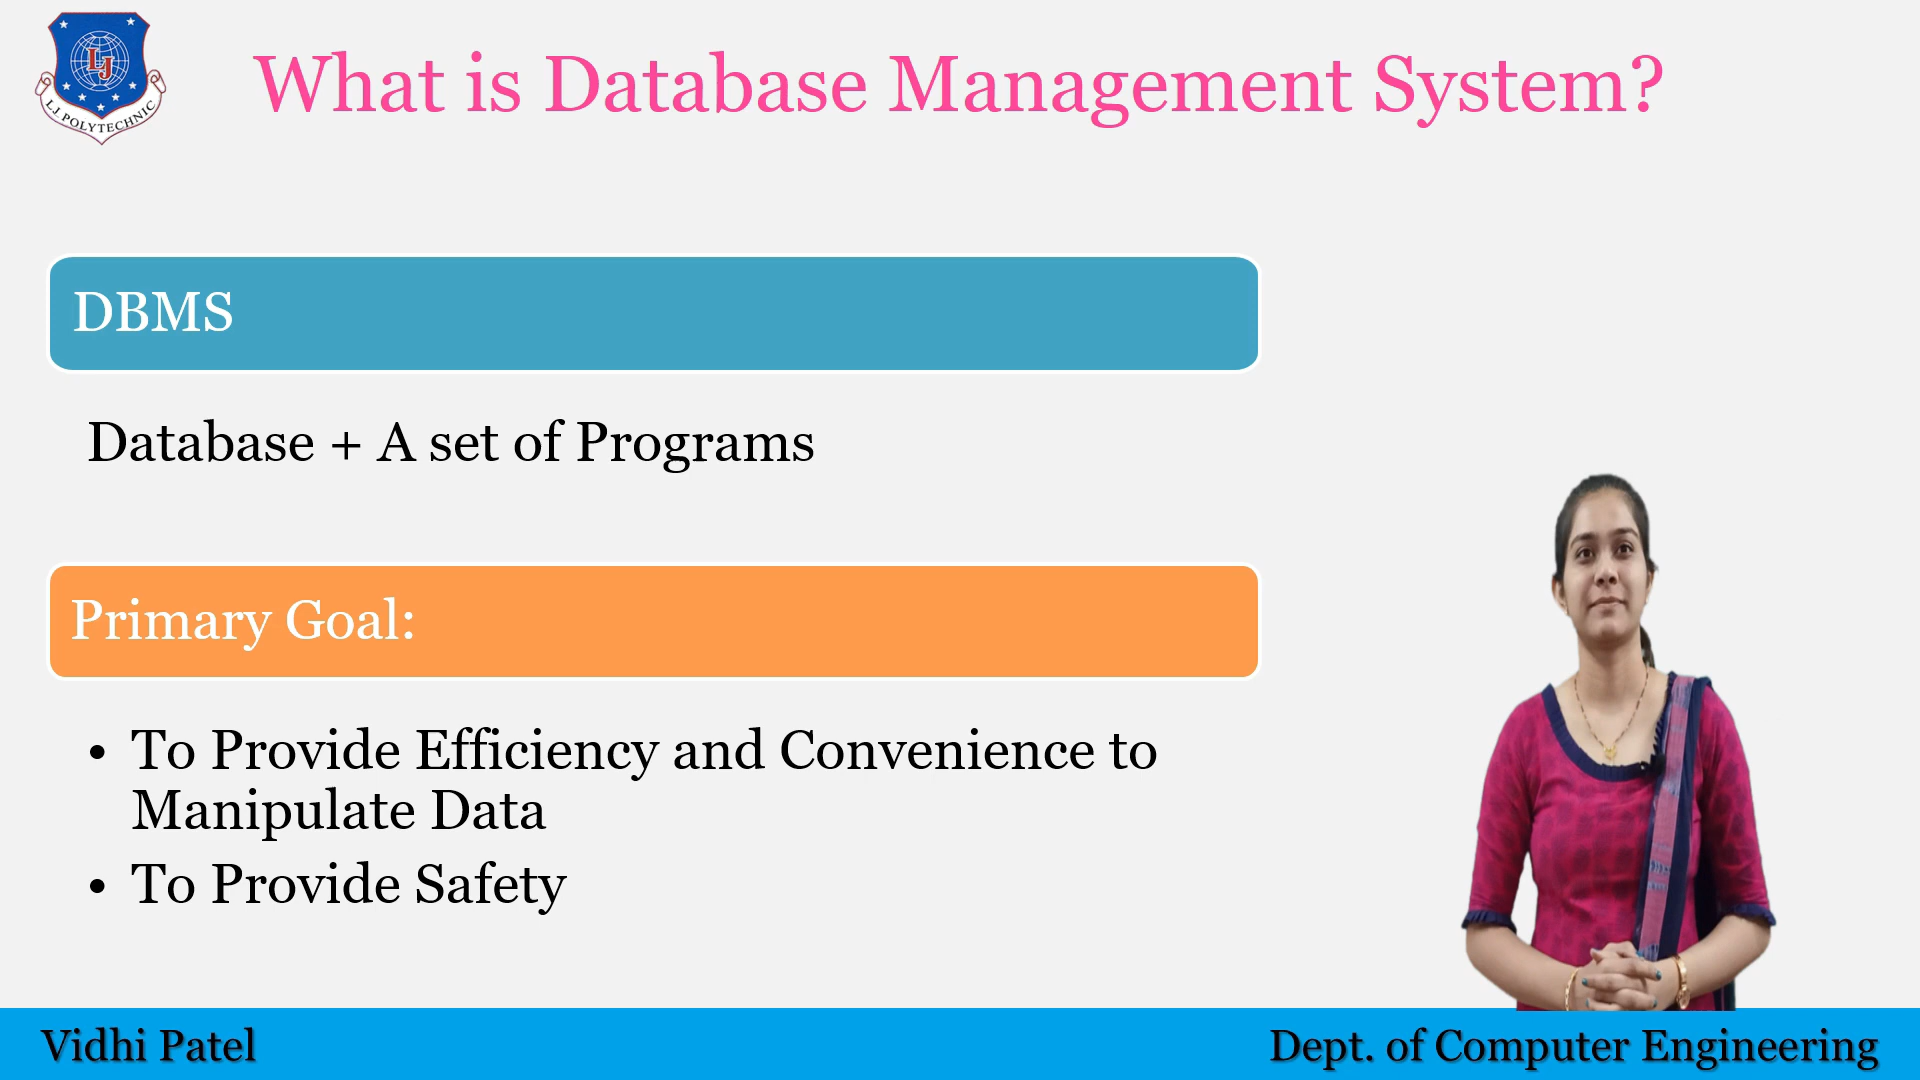 LJ
L.J. POLYTECHNIC
What is Database Management System?
DBMS
Database + A set of Programs
Primary Goal:
• To Provide Efficiency and Convenience to
Manipulate Data
• To Provide Safety
Vidhi Patel
Dept. of Computer Engineering